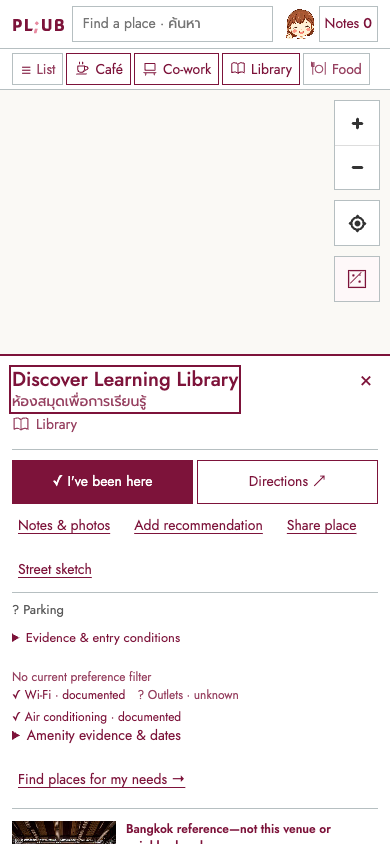 PL;UB
Find a place · ค้นหา
Notes 0
≡ List
Café
Co-work
Library
Food
+
−
Discover Learning Library
ห้องสมุดเพื่อการเรียนรู้
×
Library
✓ I've been here
Directions ↗
Notes & photos
Add recommendation
Share place
Street sketch
? Parking
▶ Evidence & entry conditions
No current preference filter
✓ Wi-Fi · documented ? Outlets · unknown
✓ Air conditioning · documented
▶ Amenity evidence & dates
Find places for my needs →
Bangkok reference—not this venue or